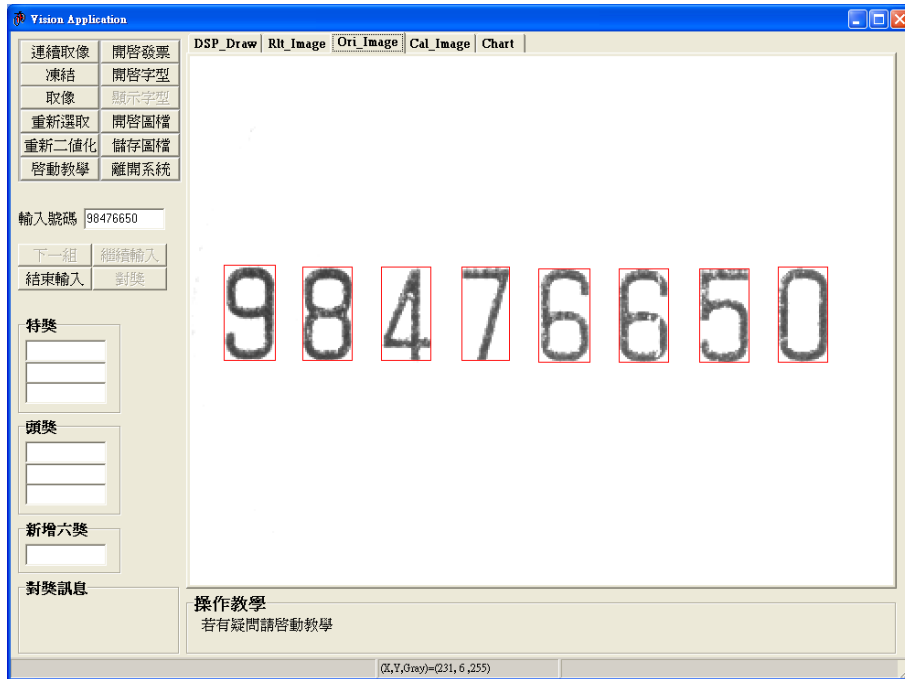 Vision Application
連續取像 開啓發票
凍結 開啓字型
取像 顯示字型
重新選取 開啓圖檔
重新二值化 儲存圖檔
啓動教學 離開系統
輸入號碼 98476650
下一組 繼續輸入
結束輸入 對獎
特獎
頭獎
新增六獎
對獎訊息
DSP_Draw Rlt_Image Ori_Image Cal_Image Chart
98476650
操作教學
若有疑問請啓動教學
(X,Y,Gray)=(231, 6 ,255)